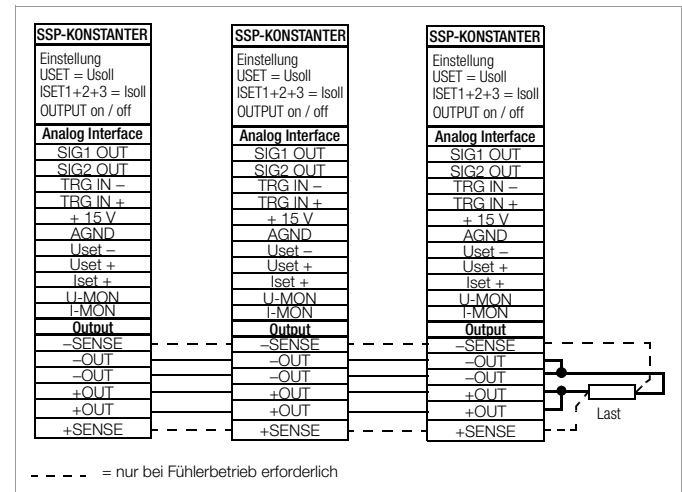 SSP-KONSTANTER
Einstellung
USET = Usoll
ISET1+2+3 = Isoll
OUTPUT on / off
Analog Interface
SIG1 OUT
SIG2 OUT
TRG IN –
TRG IN +
+ 15 V
AGND
Uset –
Uset +
Iset +
U-MON
I-MON
Output
–SENSE
–OUT
–OUT
+OUT
+OUT
+SENSE
SSP-KONSTANTER
Einstellung
USET = Usoll
ISET1+2+3 = Isoll
OUTPUT on / off
Analog Interface
SIG1 OUT
SIG2 OUT
TRG IN –
TRG IN +
+ 15 V
AGND
Uset –
Uset +
Iset +
U-MON
I-MON
Output
–SENSE
–OUT
–OUT
+OUT
+OUT
+SENSE
SSP-KONSTANTER
Einstellung
USET = Usoll
ISET1+2+3 = Isoll
OUTPUT on / off
Analog Interface
SIG1 OUT
SIG2 OUT
TRG IN –
TRG IN +
+ 15 V
AGND
Uset –
Uset +
Iset +
U-MON
I-MON
Output
–SENSE
–OUT
–OUT
+OUT
+OUT
+SENSE
Last
= nur bei Fühlerbetrieb erforderlich